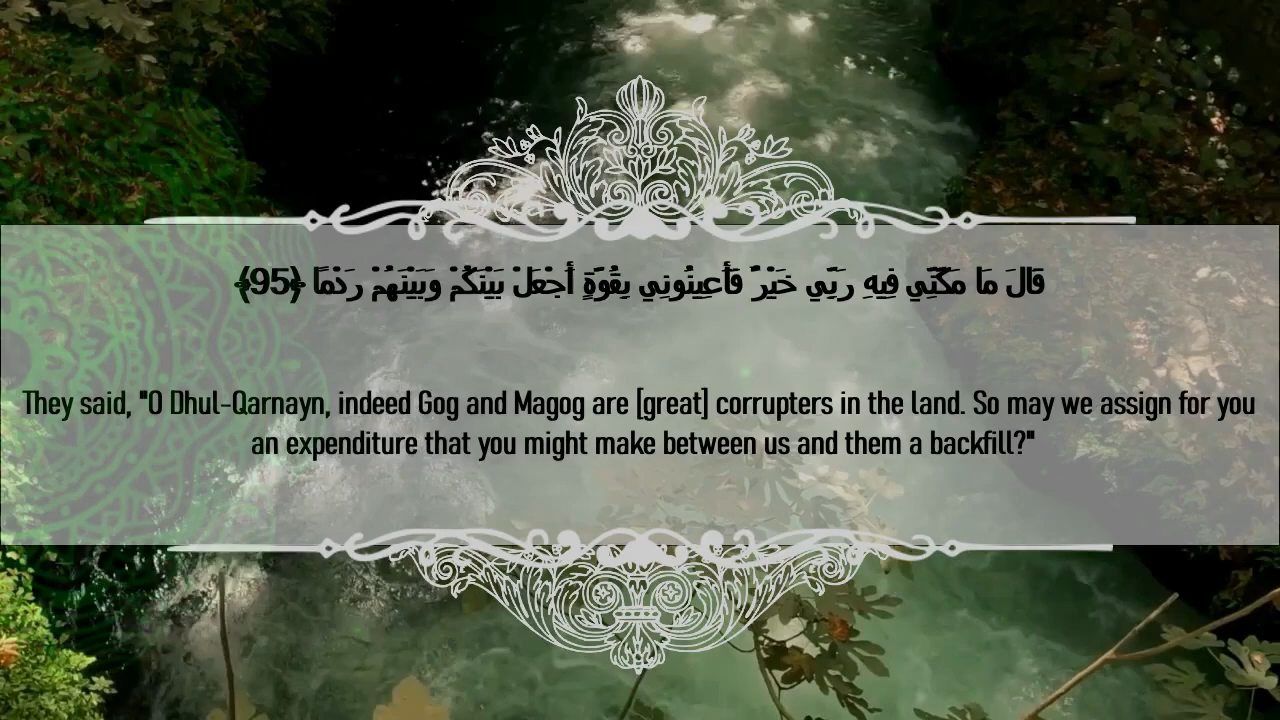 قَالَ مَا مَكَّنِّي فِيهِ رَبِّي خَيْرٌ فَأَعِينُونِي بِقُوَّةٍ أَجْعَلْ بَيْنَكُمْ وَبَيْنَهُمْ رَدْمًا ﴿95﴾
They said, "O Dhul-Qarnayn, indeed Gog and Magog are [great] corrupters in the land. So may we assign for you
an expenditure that you might make between us and them a backfill?"